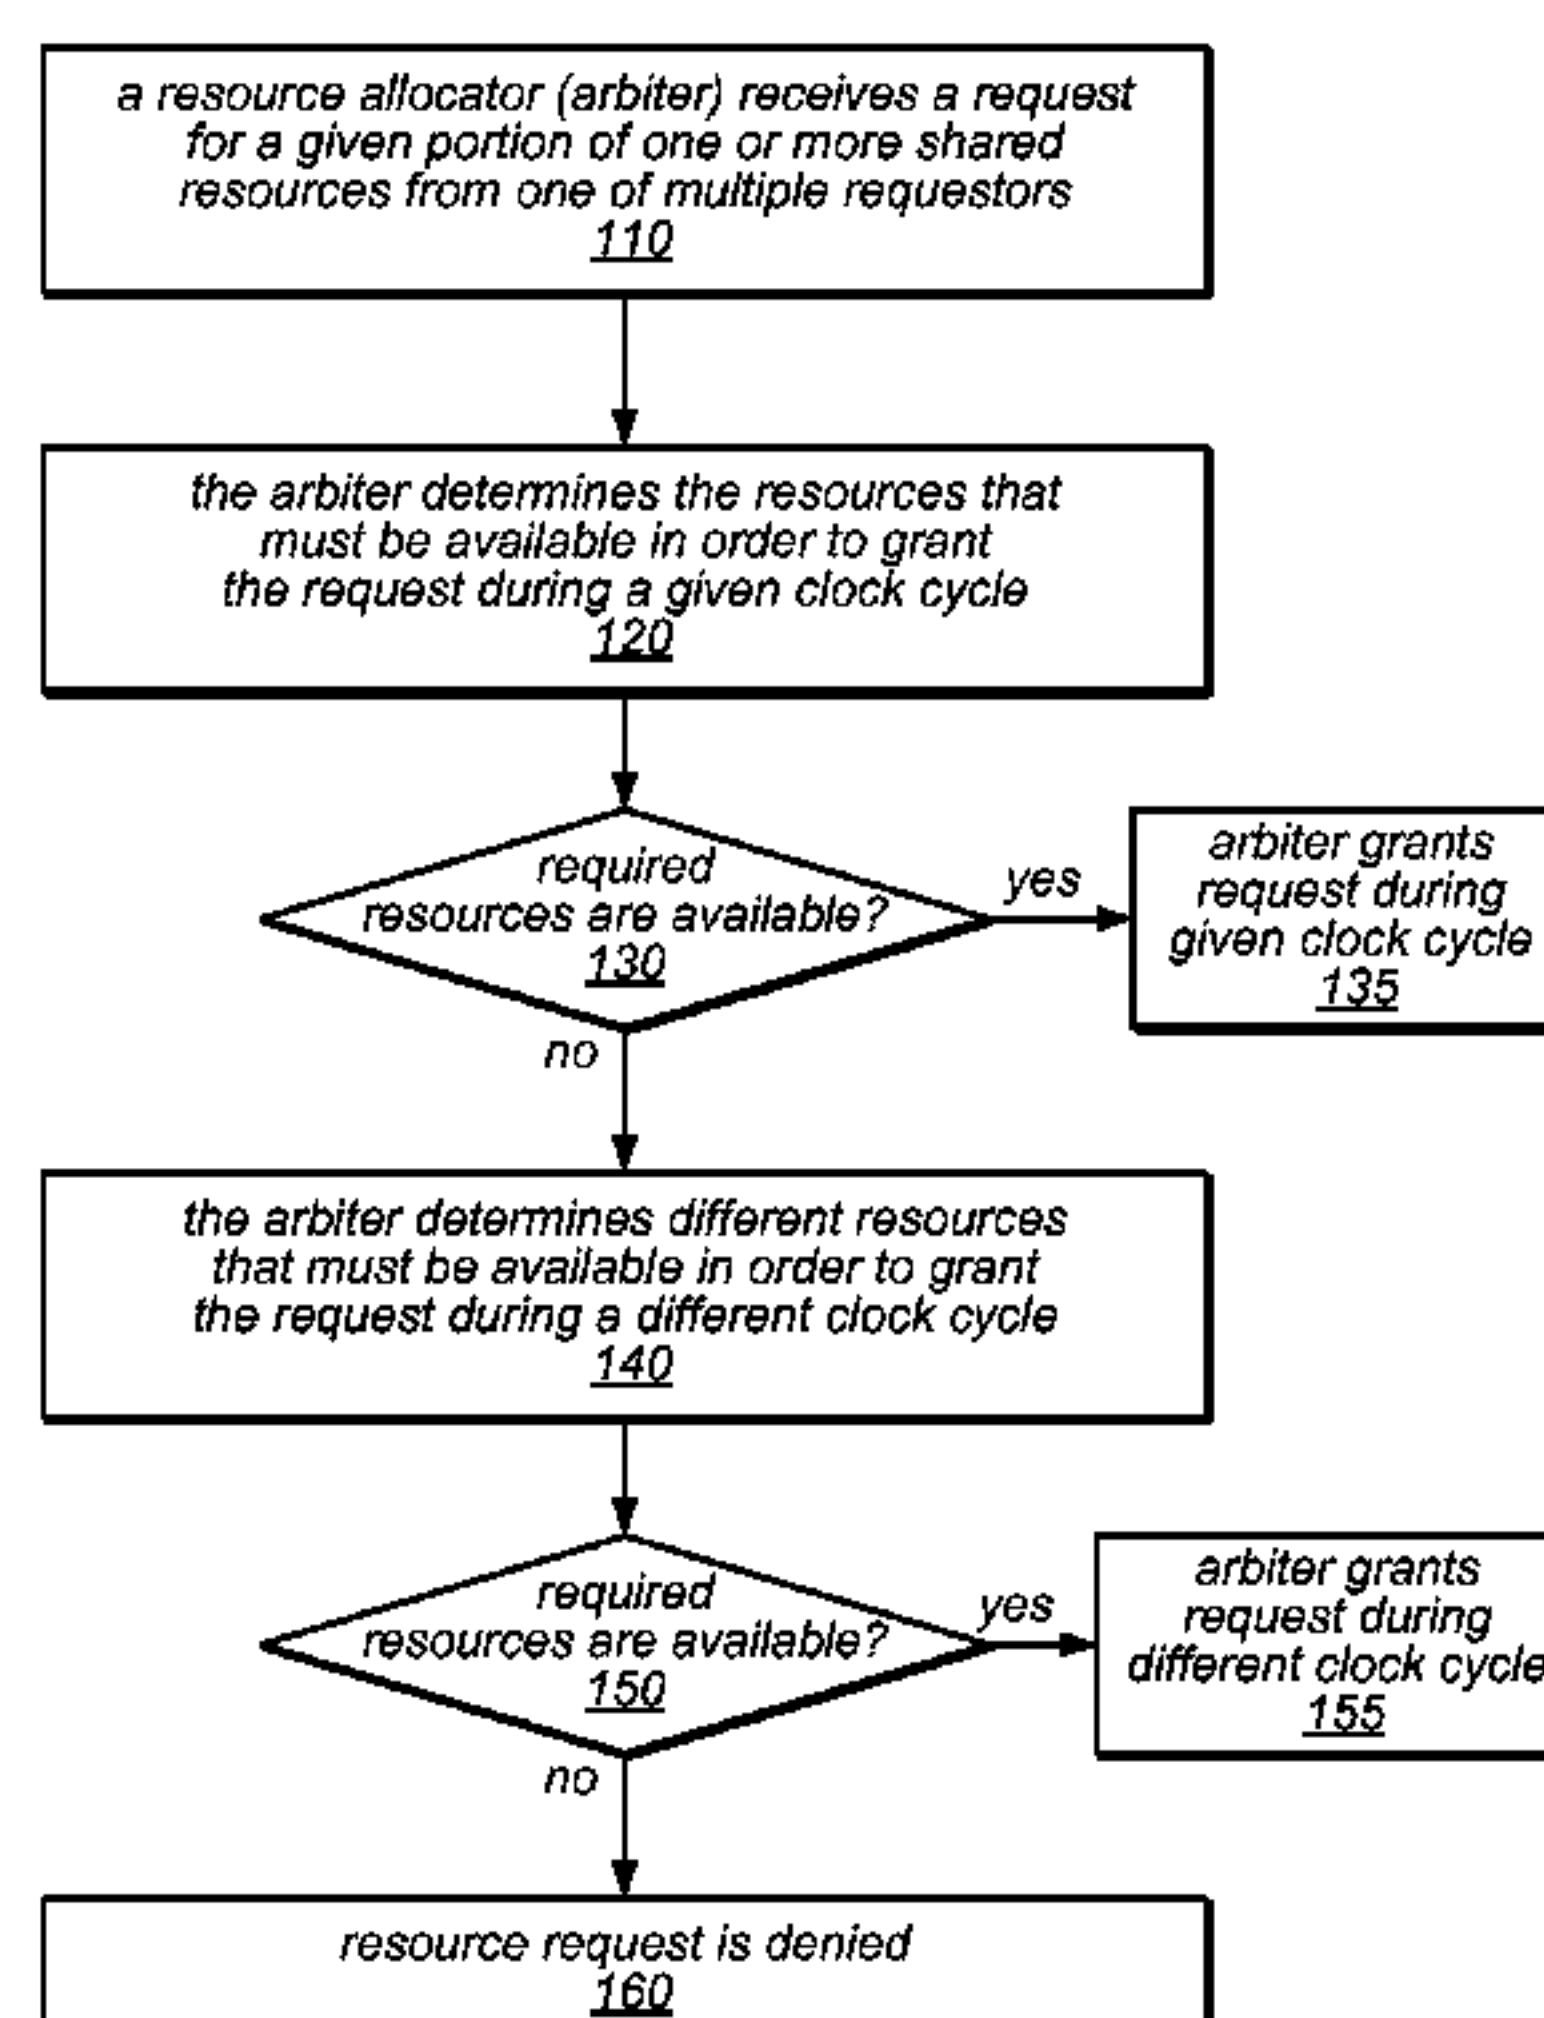 a resource allocator (arbiter) receives a request
for a given portion of one or more shared
resources from one of multiple requestors
110
the arbiter determines the resources that
must be available in order to grant
the request during a given clock cycle
120
required
resources are available?
130
yes
arbiter grants
request during
given clock cycle
135
no
the arbiter determines different resources
that must be available in order to grant
the request during a different clock cycle
140
required
resources are available?
150
yes
arbiter grants
request during
different clock cycle
155
no
resource request is denied
160